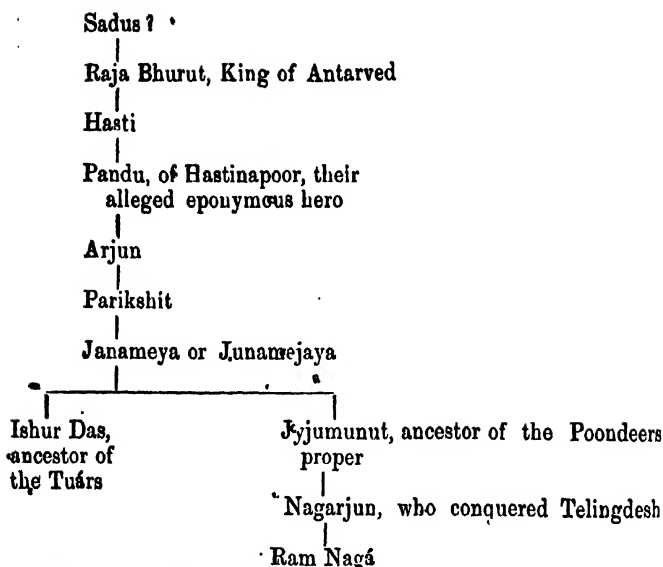 Sadus?
Raja Bhurut, King of Antarved
Hasti
Pandu, of Hastinapoor, their
alleged eponymous hero
Arjun
Parikshit
Janameya or Junamejaya
Ishur Das,
ancestor of
the Tuárs
Jyjumunut, ancestor of the Poondeers
proper
Nagarjun, who conquered Telingdesh
Ram Nagá